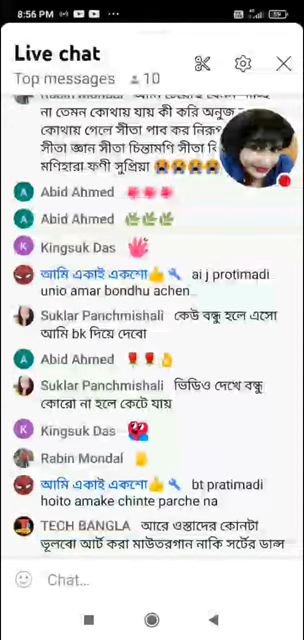 8:56 PM
Live chat
Top messages 10
না তেমন কোথায় যায় কী করি অনুজ
কোথায় গেলে সীতা পাব কর নিরূপ
সীতা জ্ঞান সীতা চিন্তামণি সীতা
মণিহারা ফণী সুপ্রিয়া 😭😭😭😭
Abid Ahmed 🌺🌺🌺
Abid Ahmed 🌿🌿🌿
Kingsuk Das
আমি একাই একশো👍 ai j protimadi
unio amar bondhu achen
Suklar Panchmishali কেউ বন্ধু হলে এসো
আমি bk দিয়ে দেবো
Abid Ahmed 🌹🌹👌
Suklar Panchmishali ভিডিও দেখে বন্ধু
কোরো না হলে কেটে যায়
Kingsuk Das
Rabin Mondal
আমি একাই একশো👍 bt pratimadi
hoito amake chinte parche na
TECH BANGLA আরে ওস্তাদের কোনটা
ভূলবো আর্ট করা মাউতরগান নাকি সর্টের ডান্স
Chat...